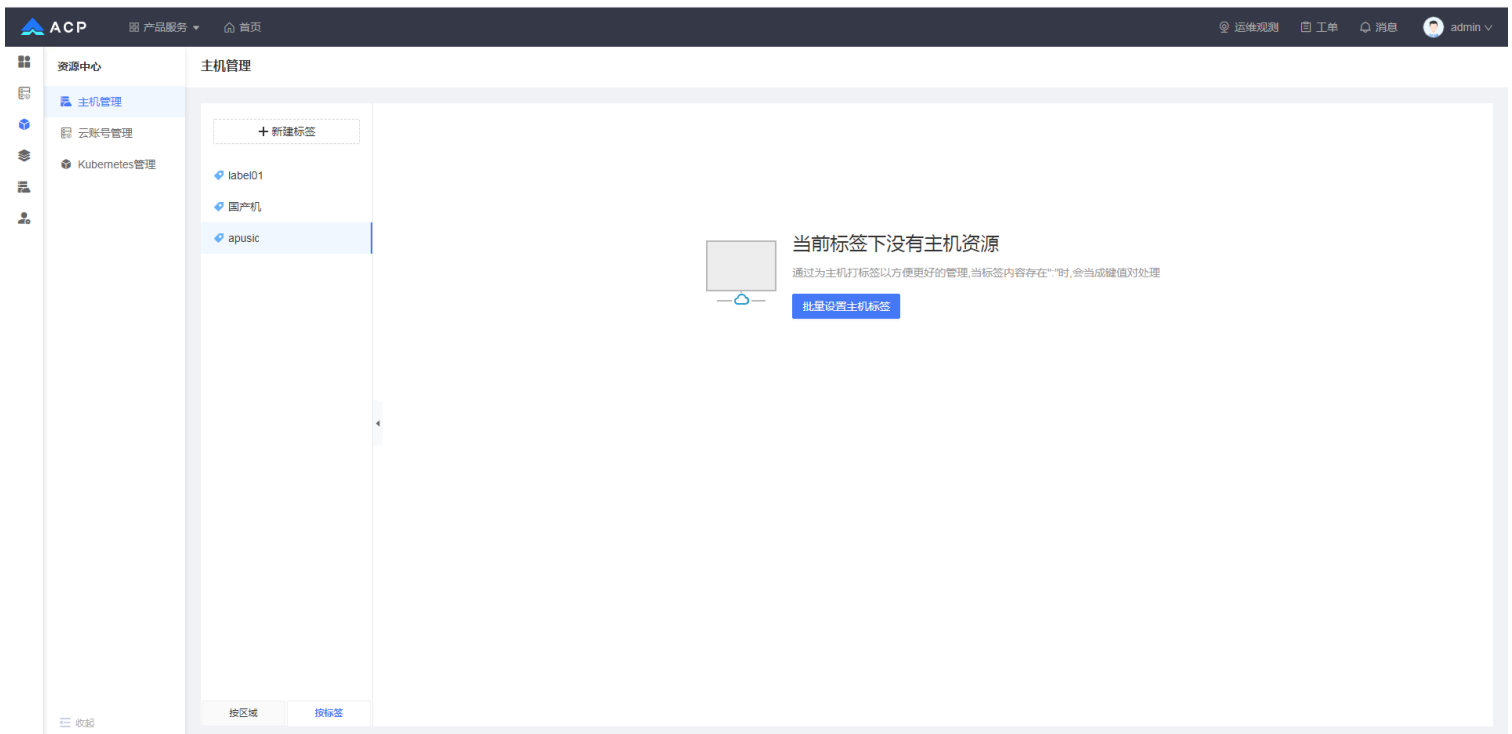 ACP 产品服务 首页 运维观测 工单 消息 admin
资源中心
主机管理
云账号管理
Kubernetes管理
收起
主机管理
新建标签
label01
国产机
apusic
按区域 按标签
当前标签下没有主机资源
通过为主机打标签以方便更好的管理,当标签内容存在":"时,会当成键值对处理
批量设置主机标签